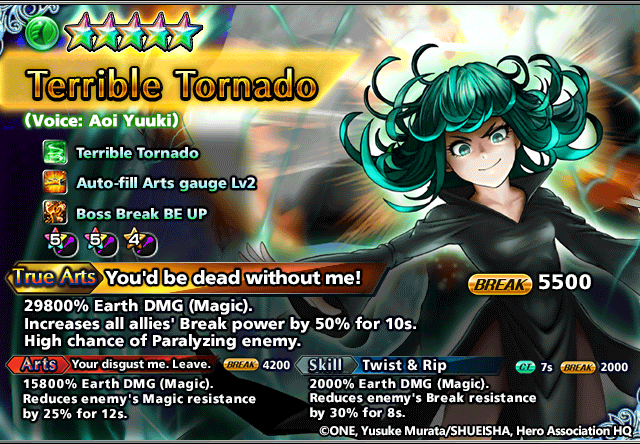 Terrible Tornado
(Voice: Aoi Yuuki)
Terrible Tornado
Auto-fill Arts gauge Lv2
Boss Break BE UP
5 5 4
True Arts You'd be dead without me!
BREAK 5500
29800% Earth DMG (Magic).
Increases all allies' Break power by 50% for 10s.
High chance of Paralyzing enemy.
Arts Your disgust me. Leave. BREAK 4200
15800% Earth DMG (Magic).
Reduces enemy's Magic resistance
by 25% for 12s.
Skill Twist & Rip CT 7s BREAK 2000
2000% Earth DMG (Magic).
Reduces enemy's Break resistance
by 30% for 8s.
©ONE, Yusuke Murata/SHUEISHA, Hero Association HQ